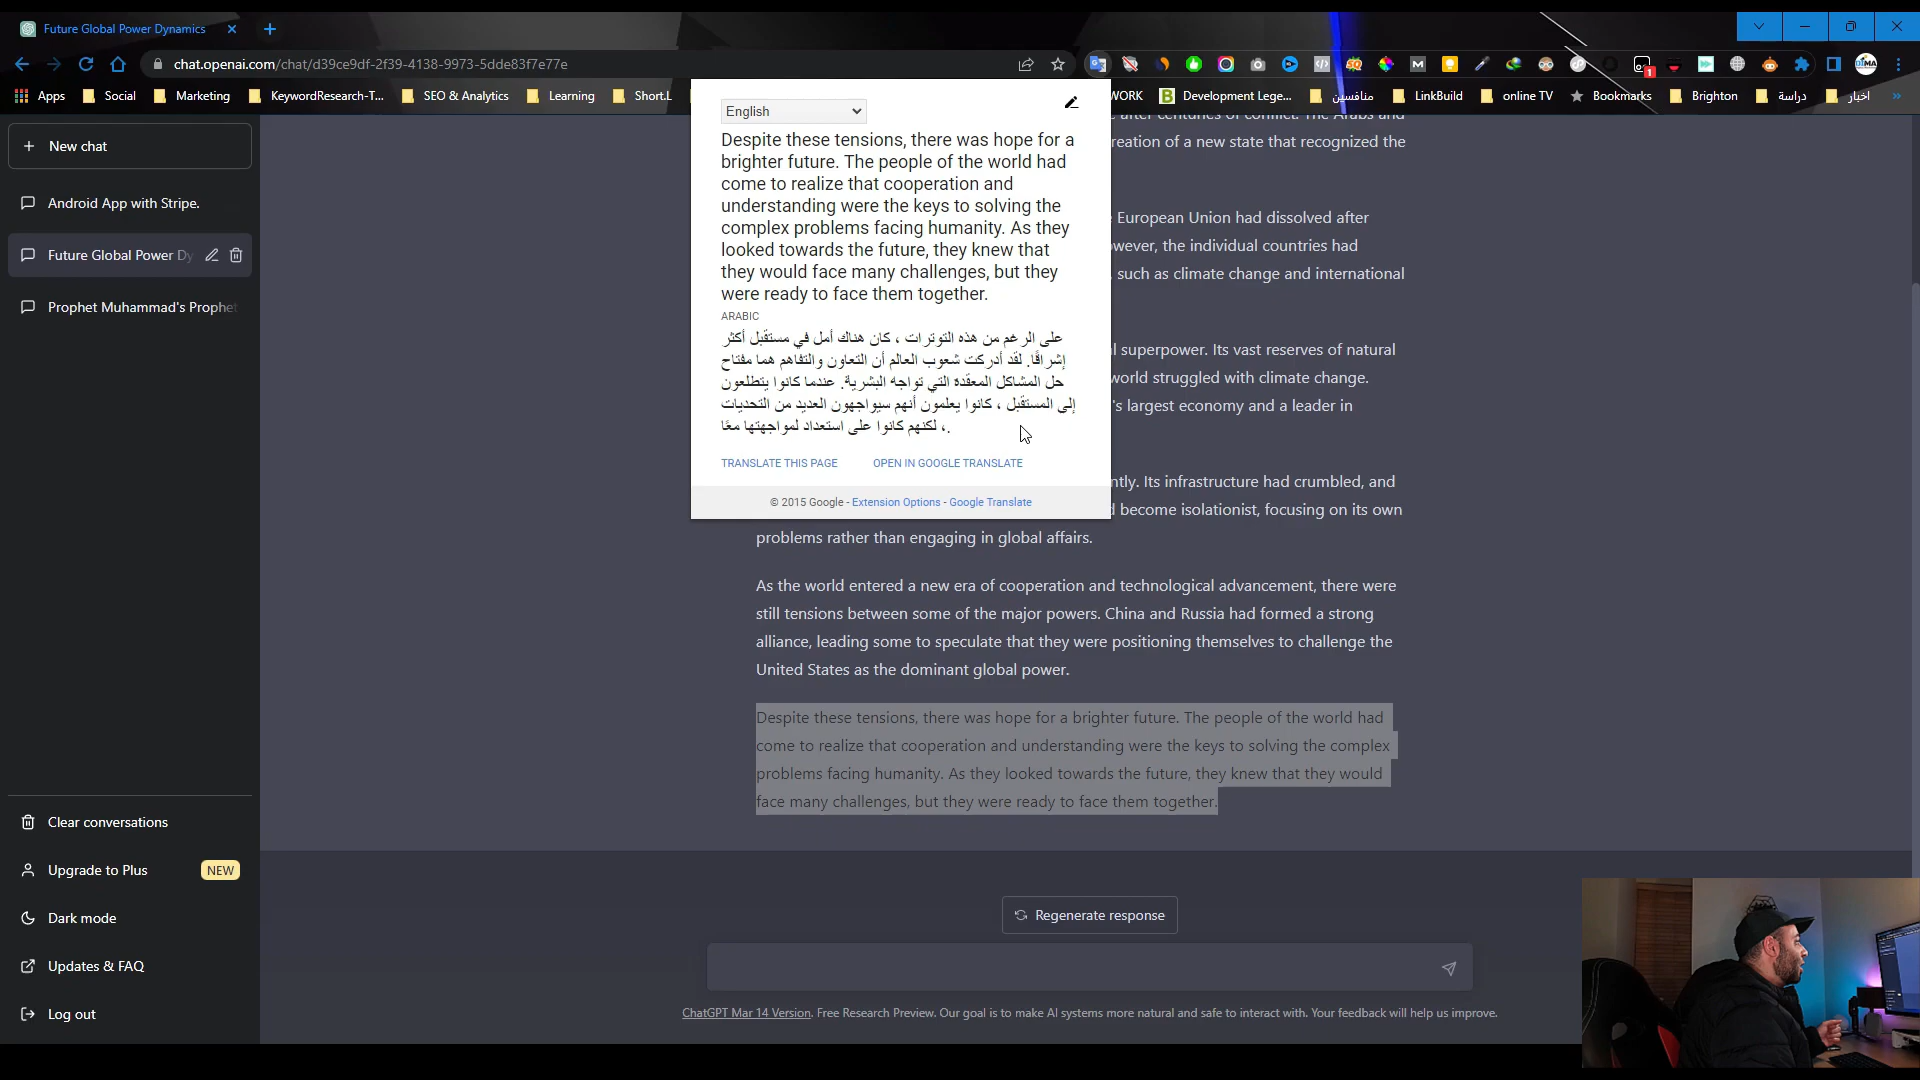 Future Global Power Dynamics
chat.openai.com/chat/d39ce9df-2f39-4138-9973-5dde83f7e77e
Apps Social Marketing KeywordResearch-T... SEO & Analytics Learning Short.L
WORK Development Lege... منافسين LinkBuild online TV Bookmarks Brighton دراسة اخبار »
New chat
Android App with Stripe.
Future Global Power Dy
Prophet Muhammad's Prophet
Clear conversations
Upgrade to Plus NEW
Dark mode
Updates & FAQ
Log out
English
Despite these tensions, there was hope for a
brighter future. The people of the world had
come to realize that cooperation and
understanding were the keys to solving the
complex problems facing humanity. As they
looked towards the future, they knew that
they would face many challenges, but they
were ready to face them together.
ARABIC
على الرغم من هذه التوترات ، كان هناك أمل في مستقبل أكثر
إشراقًا. لقد أدركت شعوب العالم أن التعاون والتفاهم هما مفتاح
حل المشاكل المعقدة التي تواجه البشرية. عندما كانوا يتطلعون
إلى المستقبل ، كانوا يعلمون أنهم سيواجهون العديد من التحديات
، لكنهم كانوا على استعداد لمواجهتها معًا.
TRANSLATE THIS PAGE OPEN IN GOOGLE TRANSLATE
© 2015 Google - Extension Options - Google Translate
after centuries of conflict. The Arabs and
reation of a new state that recognized the
European Union had dissolved after
wever, the individual countries had
such as climate change and international
l superpower. Its vast reserves of natural
world struggled with climate change.
's largest economy and a leader in
ntly. Its infrastructure had crumbled, and
d become isolationist, focusing on its own
problems rather than engaging in global affairs.
As the world entered a new era of cooperation and technological advancement, there were
still tensions between some of the major powers. China and Russia had formed a strong
alliance, leading some to speculate that they were positioning themselves to challenge the
United States as the dominant global power.
Despite these tensions, there was hope for a brighter future. The people of the world had
come to realize that cooperation and understanding were the keys to solving the complex
problems facing humanity. As they looked towards the future, they knew that they would
face many challenges, but they were ready to face them together.
Regenerate response
ChatGPT Mar 14 Version. Free Research Preview. Our goal is to make AI systems more natural and safe to interact with. Your feedback will help us improve.